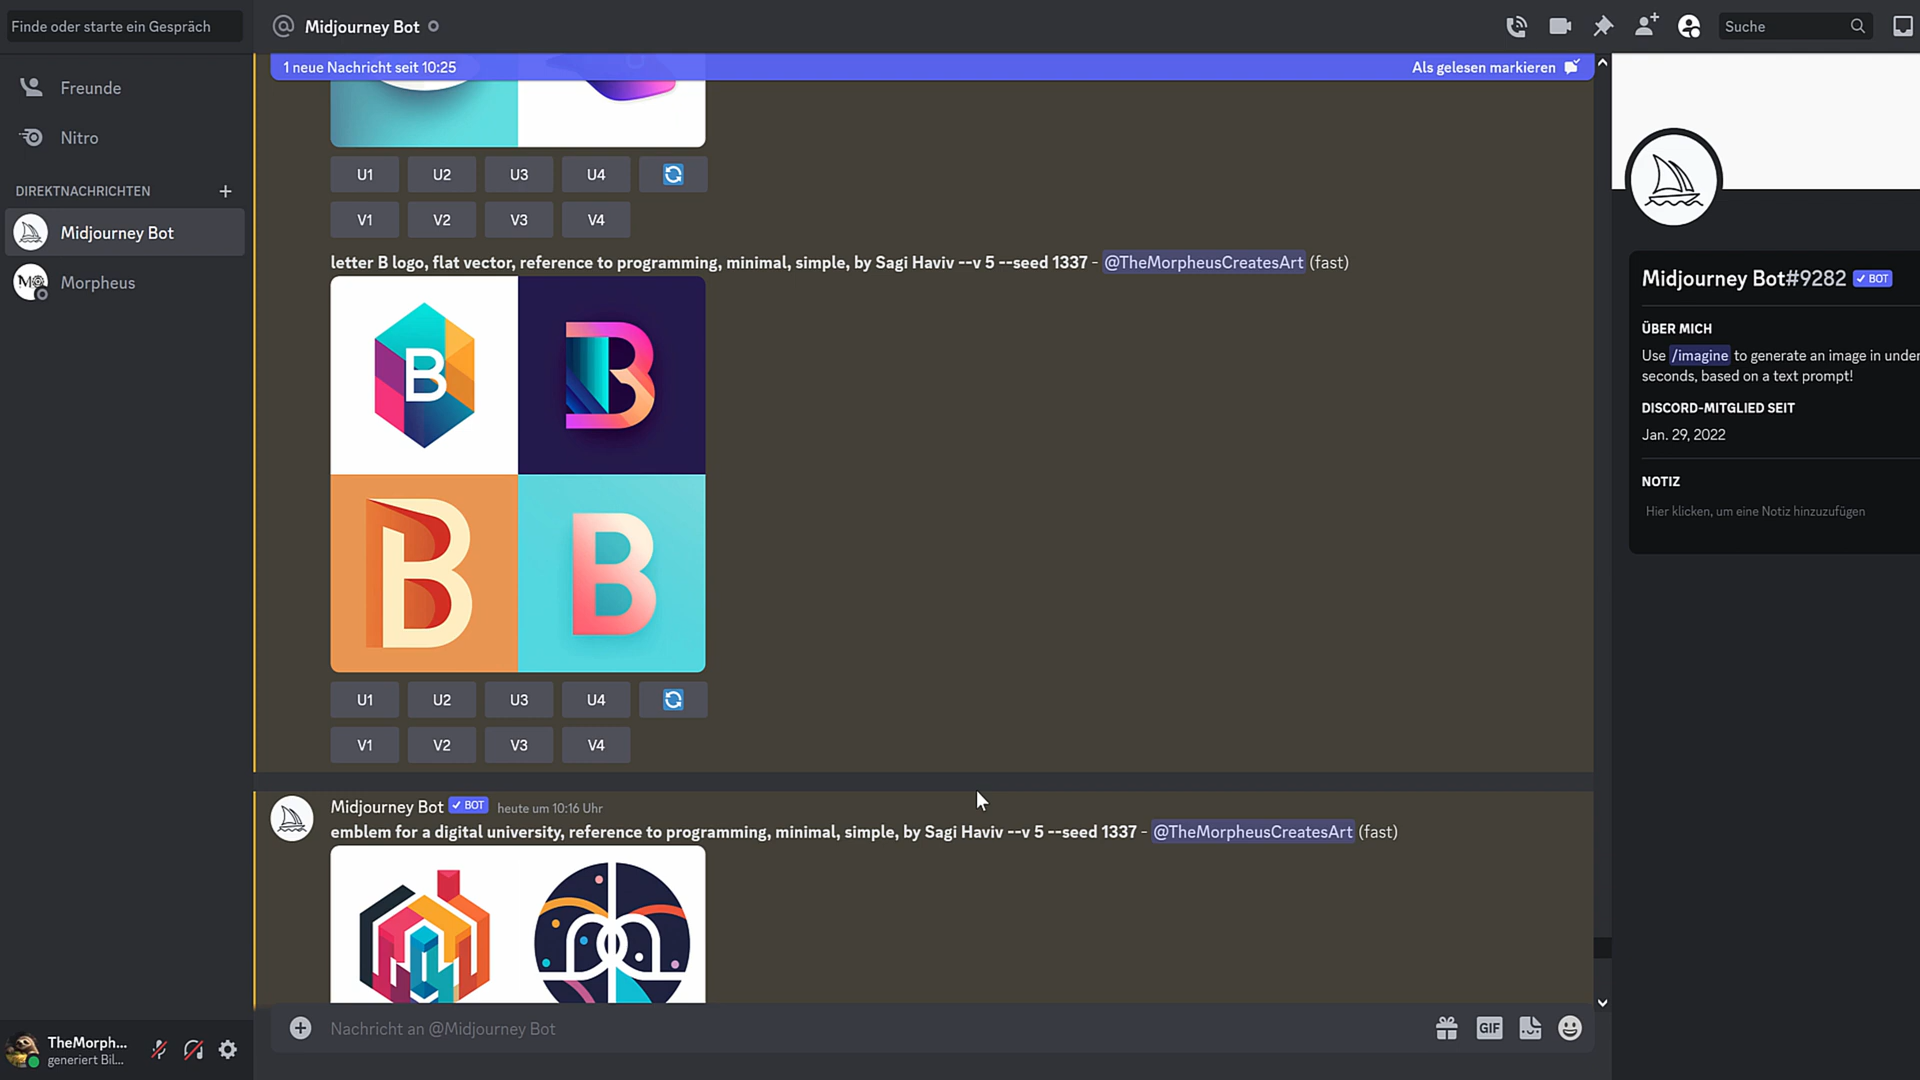 Finde oder starte ein Gespräch
Midjourney Bot
Suche
1 neue Nachricht seit 10:25
Als gelesen markieren
Freunde
Nitro
DIREKTNACHRICHTEN
Midjourney Bot
Morpheus
U1 U2 U3 U4
V1 V2 V3 V4
letter B logo, flat vector, reference to programming, minimal, simple, by Sagi Haviv --v 5 --seed 1337 - @TheMorpheusCreatesArt (fast)
B B
B B
U1 U2 U3 U4
V1 V2 V3 V4
Midjourney Bot BOT heute um 10:16 Uhr
emblem for a digital university, reference to programming, minimal, simple, by Sagi Haviv --v 5 --seed 1337 - @TheMorpheusCreatesArt (fast)
Nachricht an @Midjourney Bot
GIF
TheMorph...
generiert Bil...
Midjourney Bot#9282 BOT
ÜBER MICH
Use /imagine to generate an image in under
seconds, based on a text prompt!
DISCORD-MITGLIED SEIT
Jan. 29, 2022
NOTIZ
Hier klicken, um eine Notiz hinzuzufügen